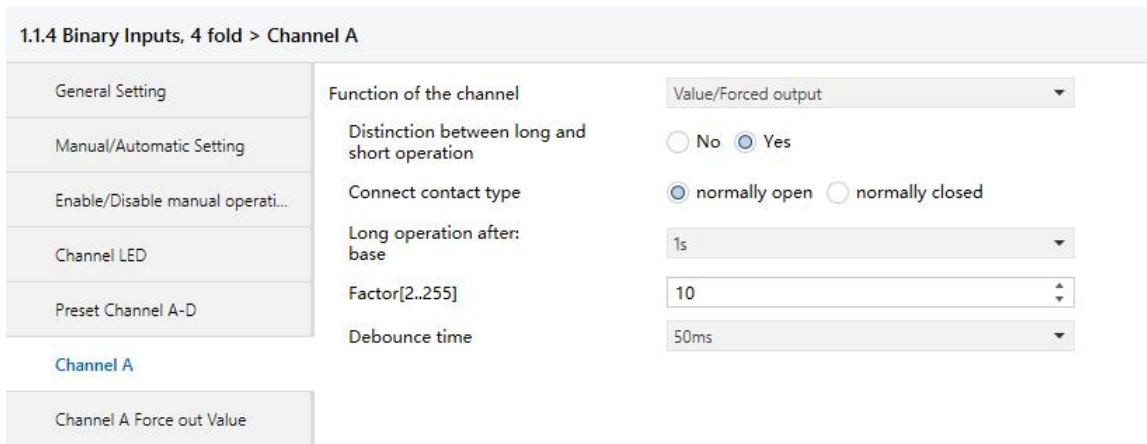 1.1.4 Binary Inputs, 4 fold > Channel A
General Setting
Manual/Automatic Setting
Enable/Disable manual operati...
Channel LED
Preset Channel A-D
Channel A
Channel A Force out Value
Function of the channel
Value/Forced output
Distinction between long and
short operation
No Yes
Connect contact type
normally open normally closed
Long operation after:
base
1s
Factor[2..255]
10
Debounce time
50ms